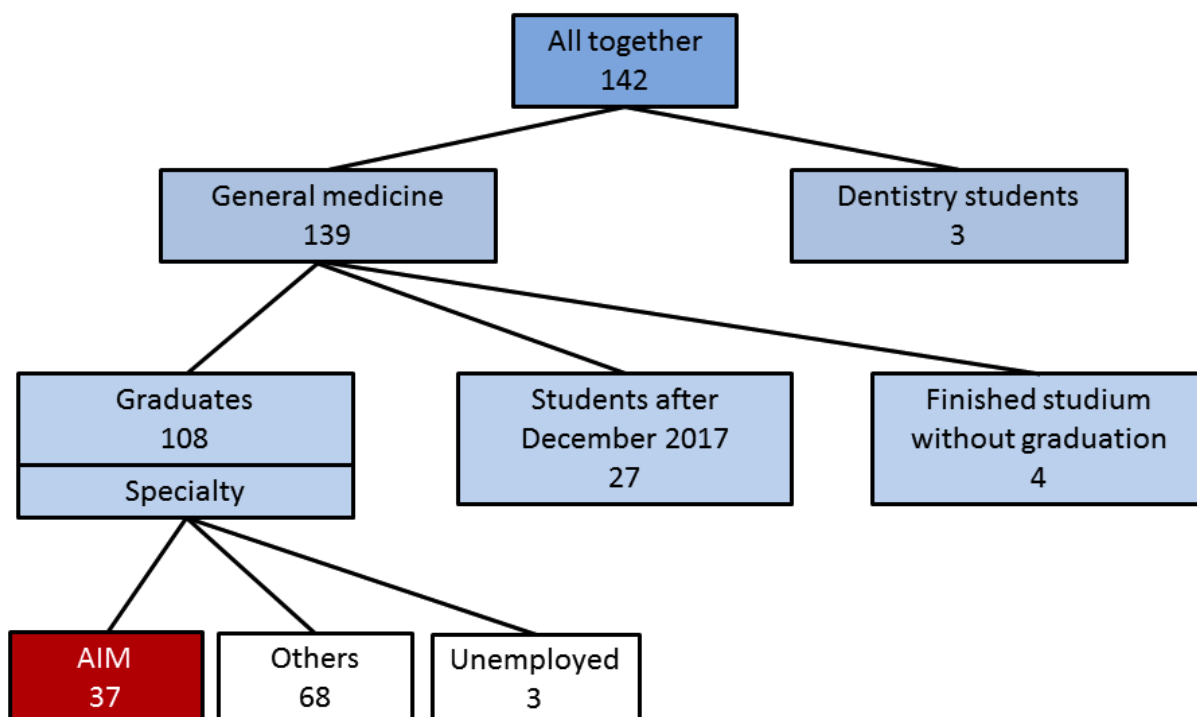 All together
142
General medicine
139
Dentistry students
3
Graduates
108
Specialty
Students after
December 2017
27
Finished studium
without graduation
4
AIM
37
Others
68
Unemployed
3